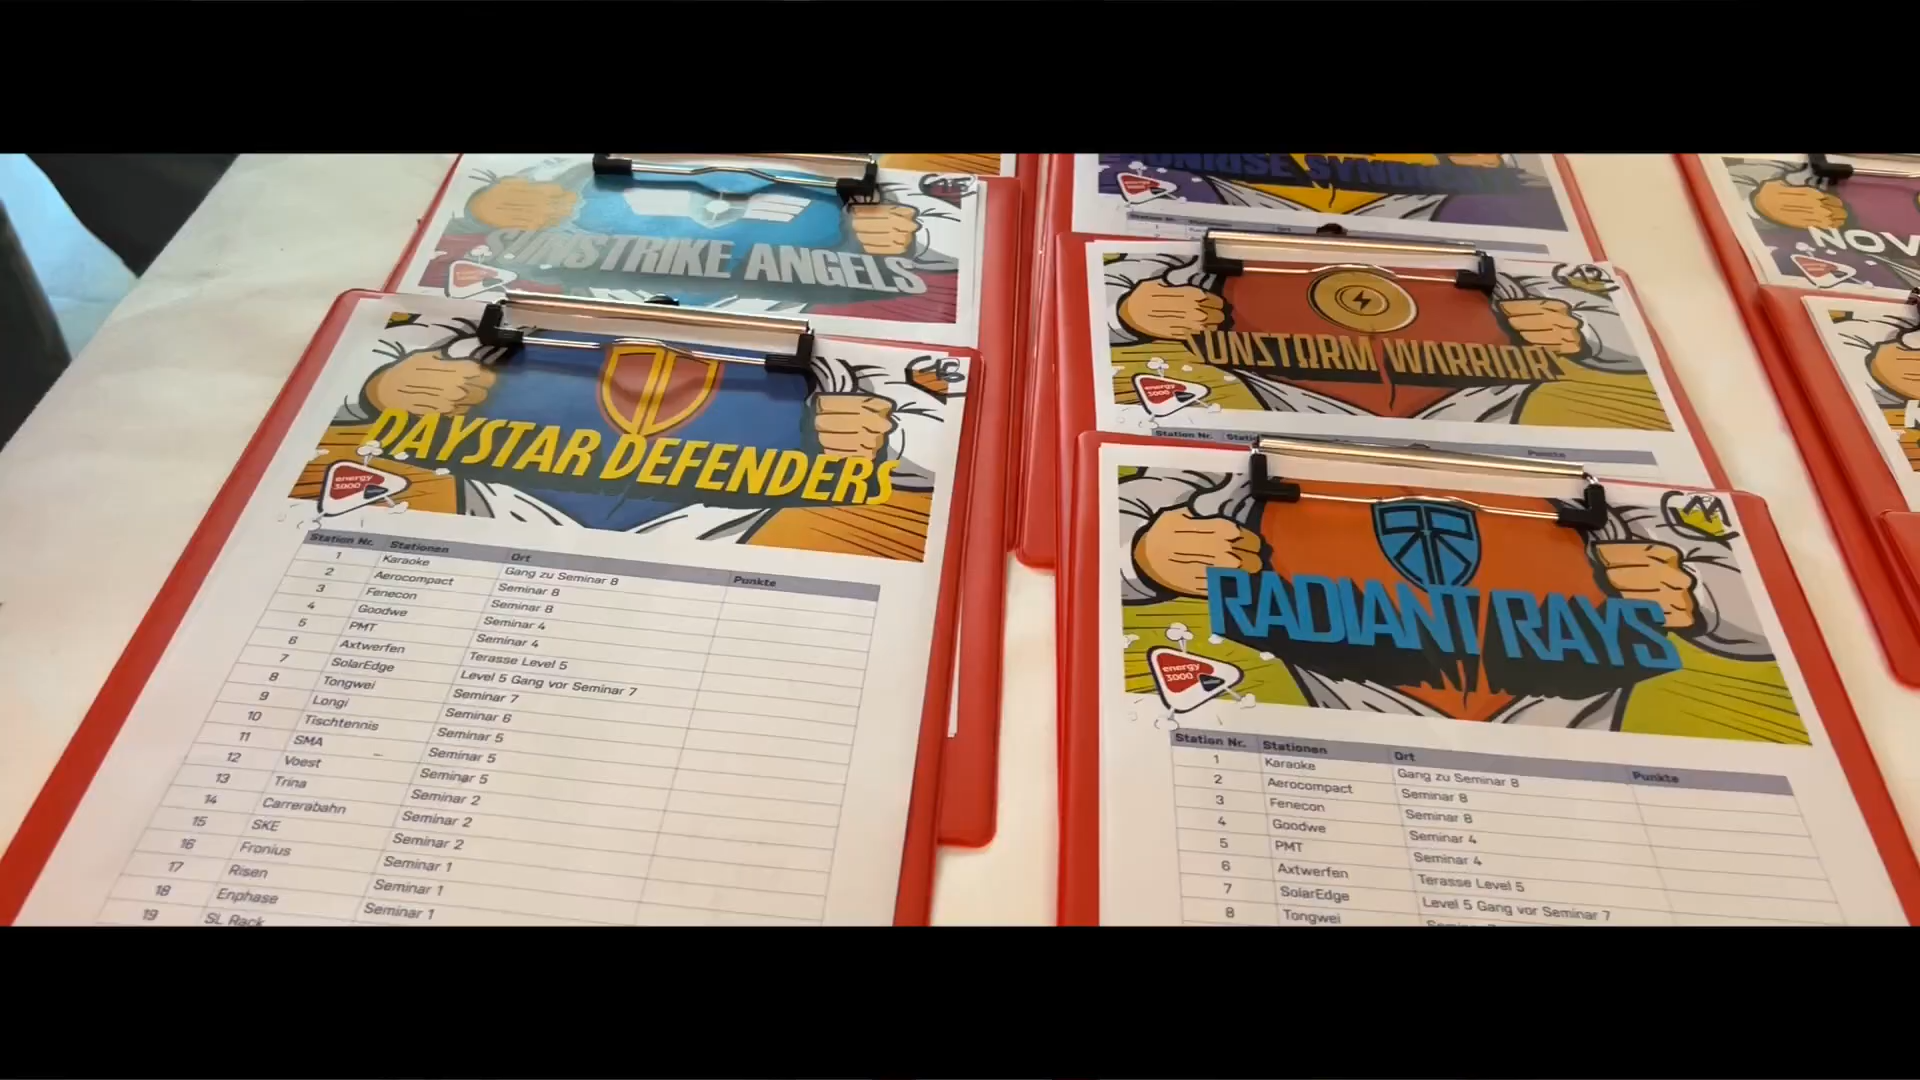 SUNSTRIKE ANGELS
SUNSTORM WARRIORS
energy
3000
Station Nr.
Punkte
DAYSTAR DEFENDERS
energy
3000
Station Nr. Stationen Ort Punkte
1 Karaoke Gang zu Seminar 8
2 Aerocompact Seminar 8
3 Fenecon Seminar 8
4 Goodwe Seminar 4
5 PMT Seminar 4
6 Axtwerfen Terasse Level 5
7 SolarEdge Level 5 Gang vor Seminar 7
8 Tongwei Seminar 7
9 Longi Seminar 6
10 Tischtennis Seminar 5
11 SMA Seminar 5
12 Voest Seminar 5
13 Trina Seminar 2
14 Carrerabahn Seminar 2
15 SKE Seminar 2
16 Fronius Seminar 1
17 Risen Seminar 1
18 Enphase Seminar 1
19 SL Rack
RADIANT RAYS
energy
3000
Station Nr. Stationen Ort Punkte
1 Karaoke Gang zu Seminar 8
2 Aerocompact Seminar 8
3 Fenecon Seminar 8
4 Goodwe Seminar 4
5 PMT Seminar 4
6 Axtwerfen Terasse Level 5
7 SolarEdge Level 5 Gang vor Seminar 7
8 Tongwei